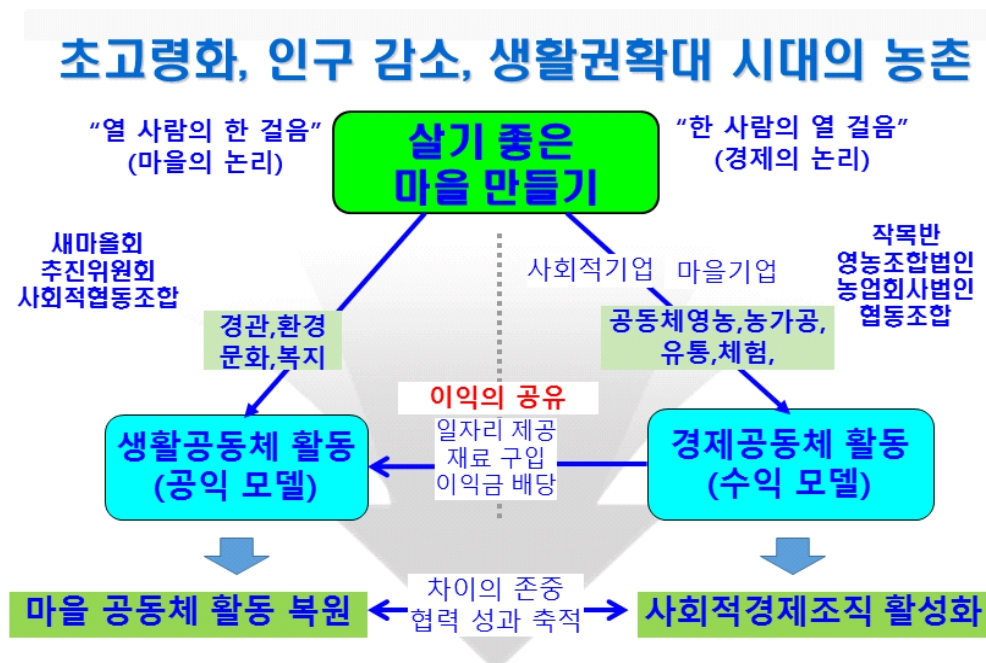 초고령화, 인구 감소, 생활권확대 시대의 농촌
“열 사람의 한 걸음”
(마을의 논리)
살기 좋은
마을 만들기
“한 사람의 열 걸음”
(경제의 논리)
새마을회
추진위원회
사회적협동조합
사회적기업 마을기업
작목반
영농조합법인
농업회사법인
협동조합
경관,환경
문화,복지
공동체영농,농가공,
유통,체험,
이익의 공유
일자리 제공
재료 구입
이익금 배당
생활공동체 활동
(공익 모델)
경제공동체 활동
(수익 모델)
마을 공동체 활동 복원
차이의 존중
협력 성과 축적
사회적경제조직 활성화